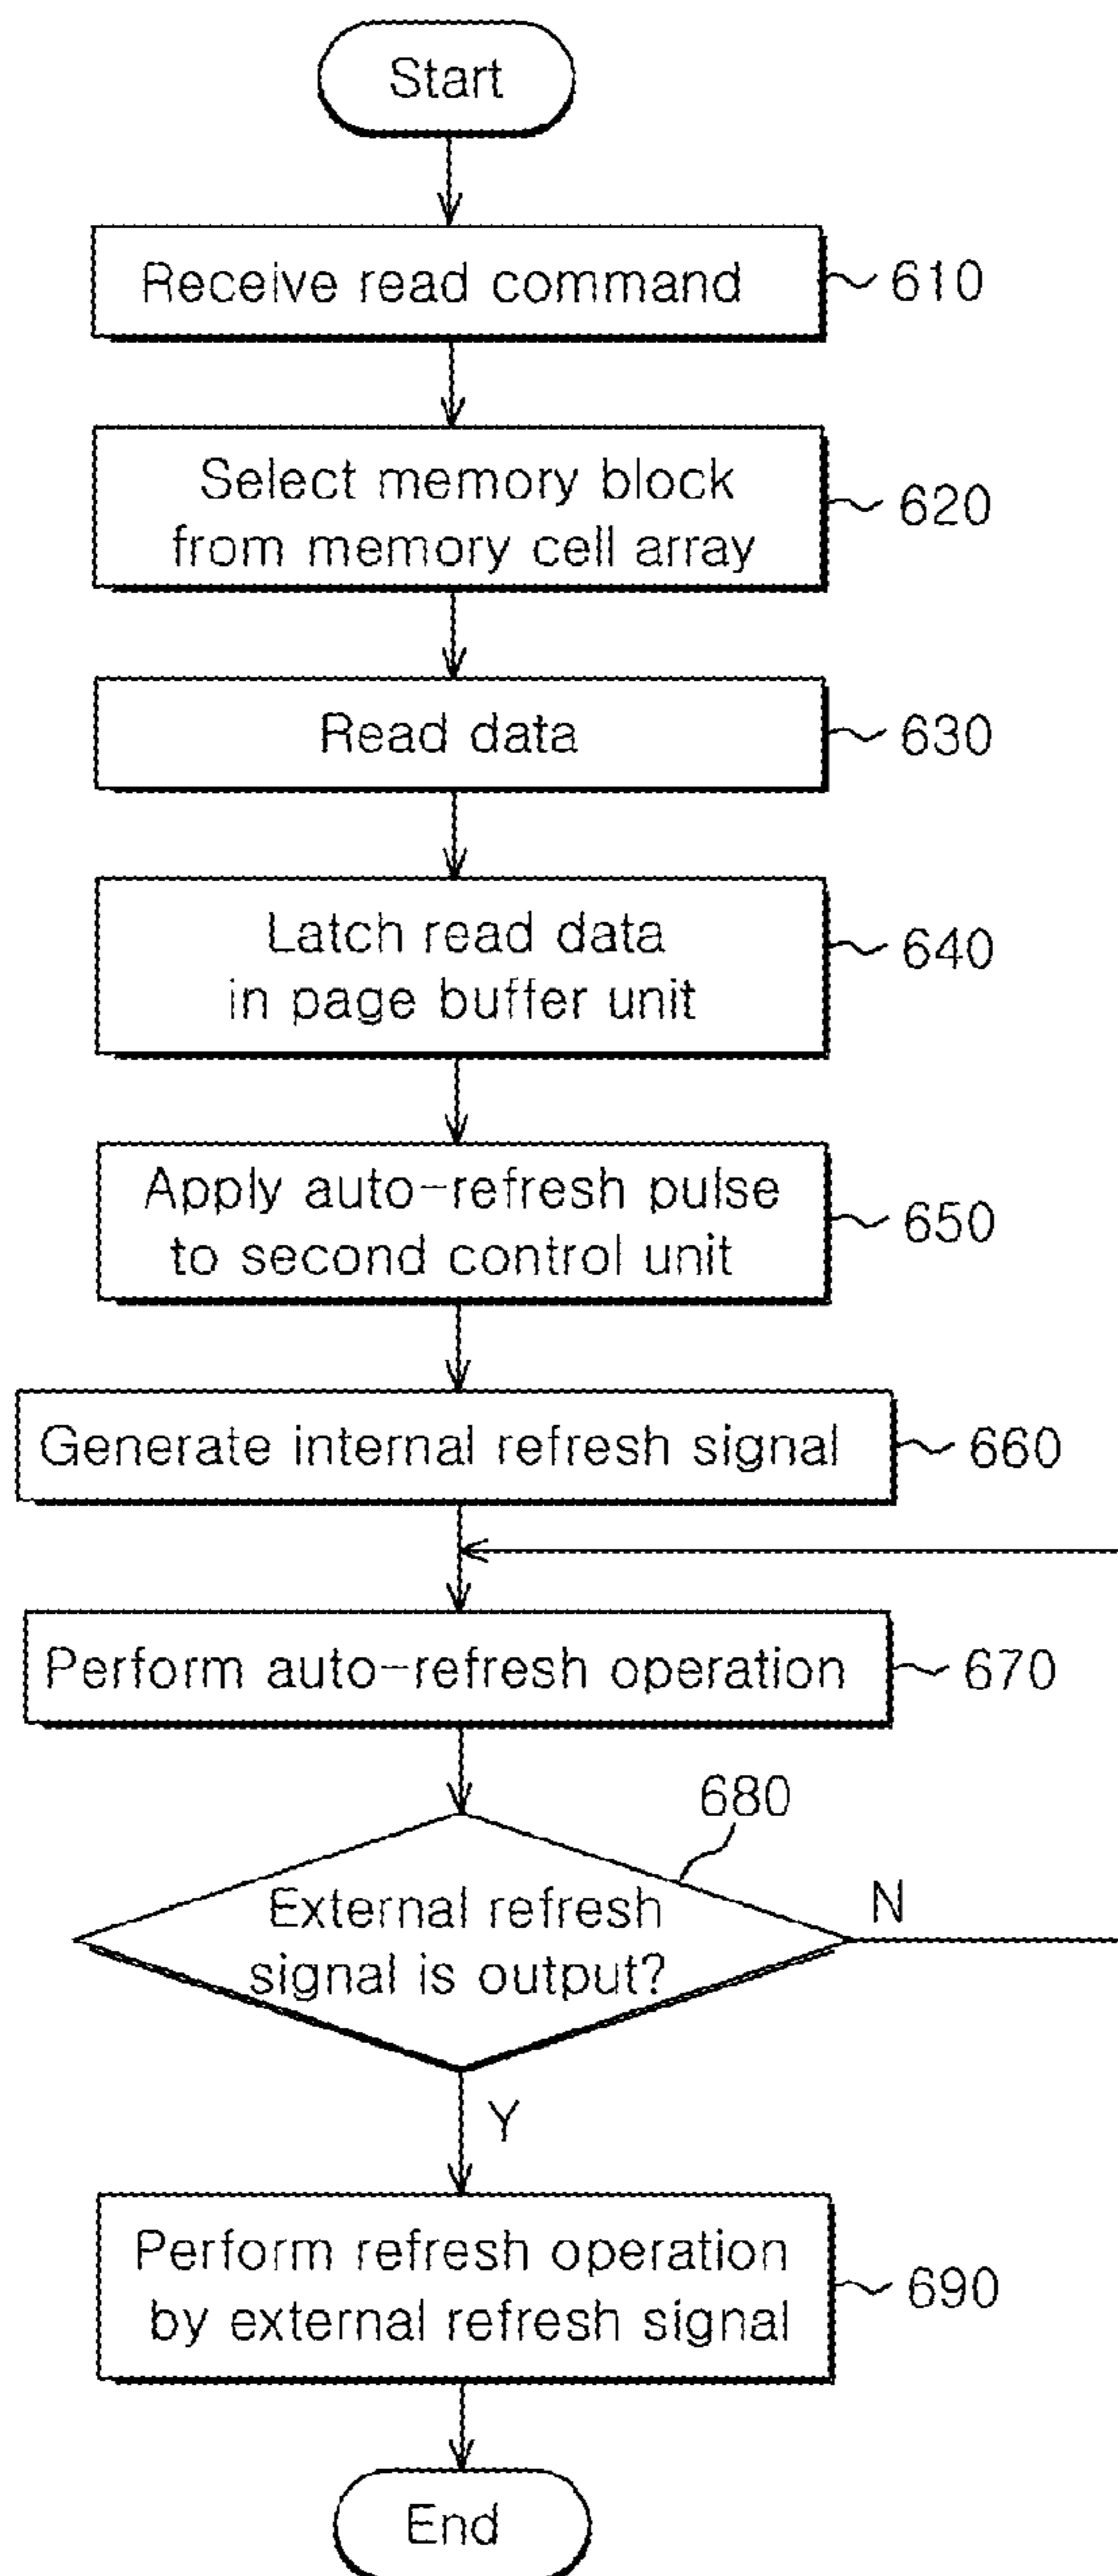 Start
Receive read command
610
Select memory block
from memory cell array
620
Read data
630
Latch read data
in page buffer unit
640
Apply auto-refresh pulse
to second control unit
650
Generate internal refresh signal
660
Perform auto-refresh operation
670
680
External refresh
signal is output?
N
Y
Perform refresh operation
by external refresh signal
690
End